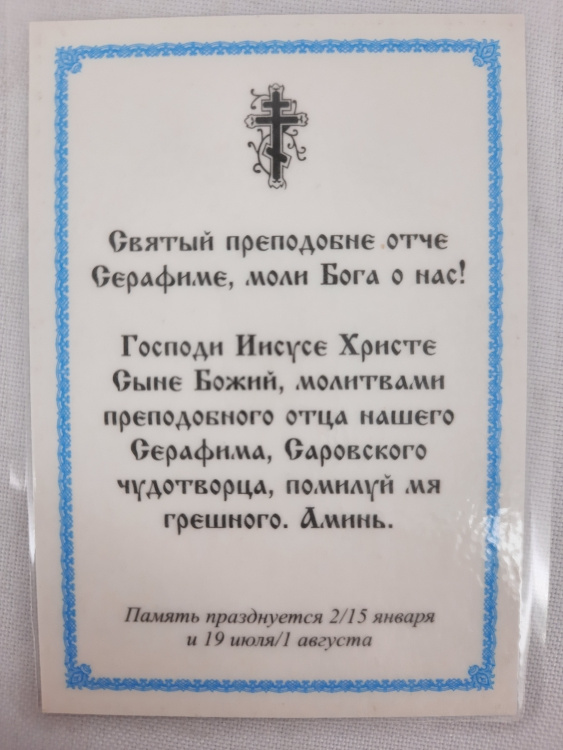 Святый преподобне отче
Серафиме, моли Бога о нас!
Господи Иисусе Христе
Сыне Божий, молитвами
преподобного отца нашего
Серафима, Саровского
чудотворца, помилуй мя
грешного. Аминь.
Память празднуется 2/15 января
и 19 июля/1 августа